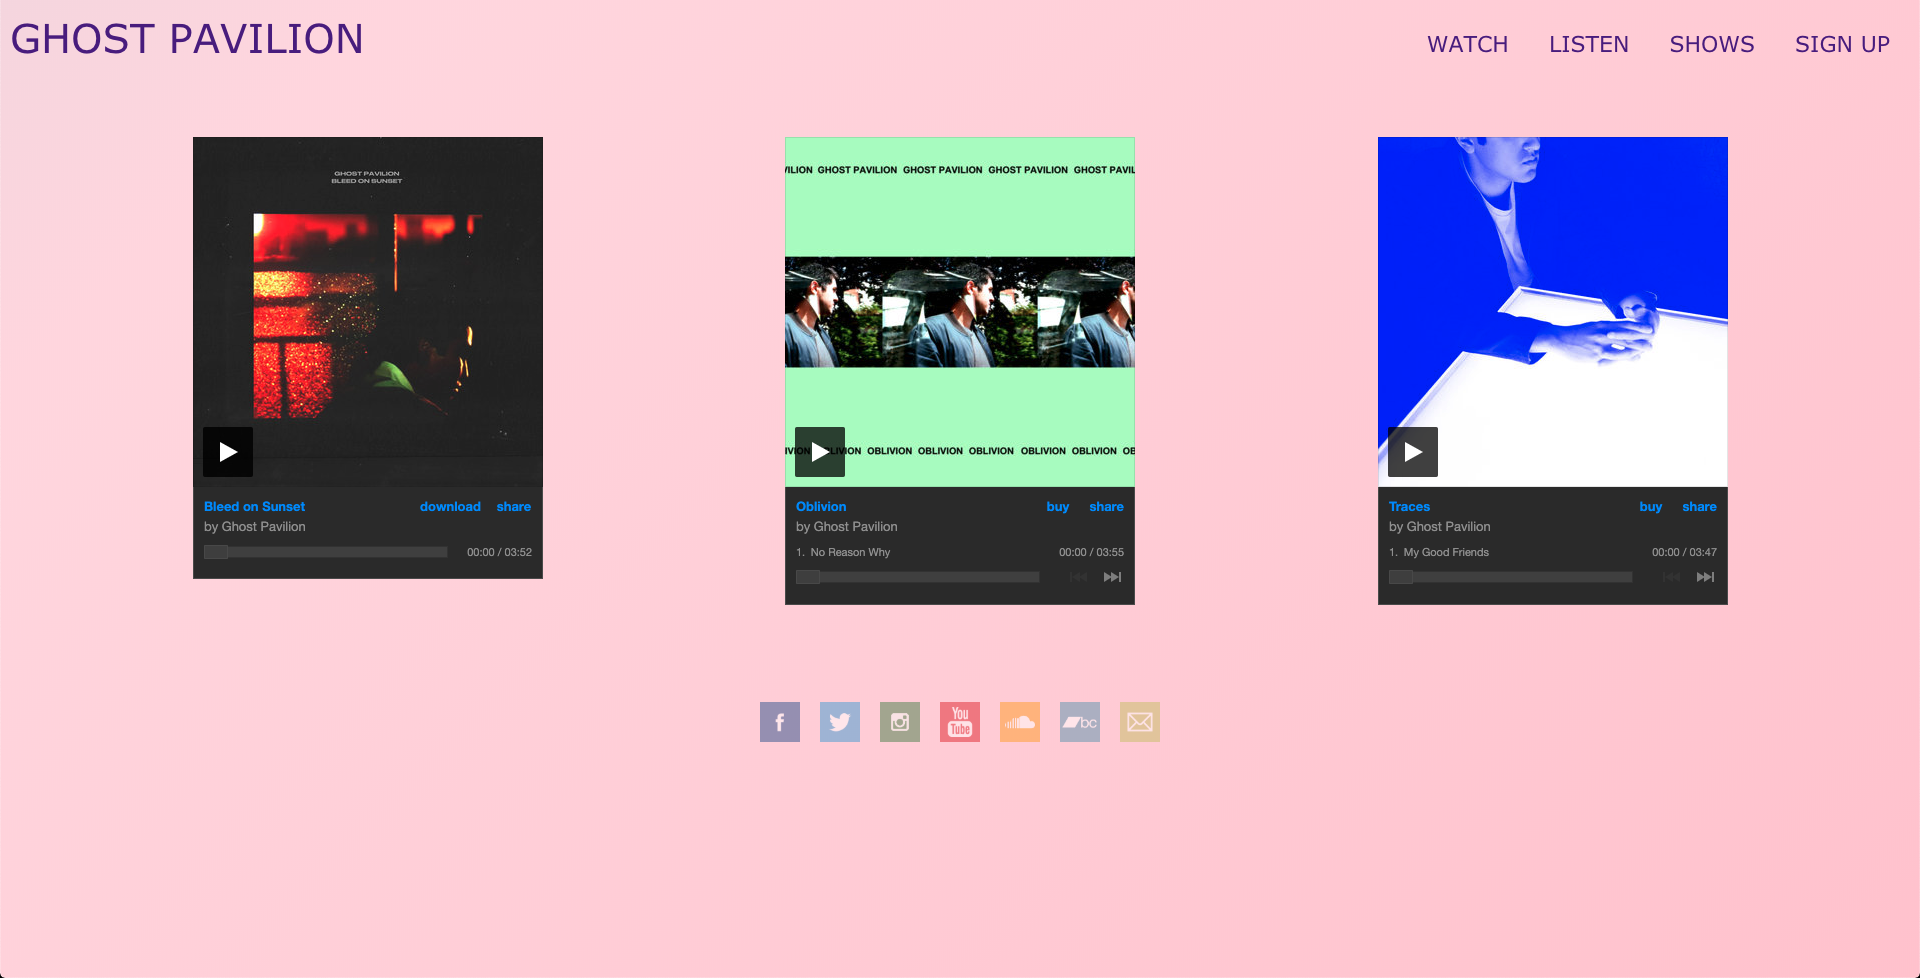 GHOST PAVILION
WATCH LISTEN SHOWS SIGN UP
GHOST PAVILION
BLEED ON SUNSET
Bleed on Sunset download share
by Ghost Pavilion
00:00 / 03:52
VILION GHOST PAVILION GHOST PAVILION GHOST PAVILION GHOST PAVIL
IVION OBLIVION OBLIVION OBLIVION OBLIVION OBLIVION OBLIVION OB
Oblivion buy share
by Ghost Pavilion
1. No Reason Why 00:00 / 03:55
Traces buy share
by Ghost Pavilion
1. My Good Friends 00:00 / 03:47
f
You
Tube
bc